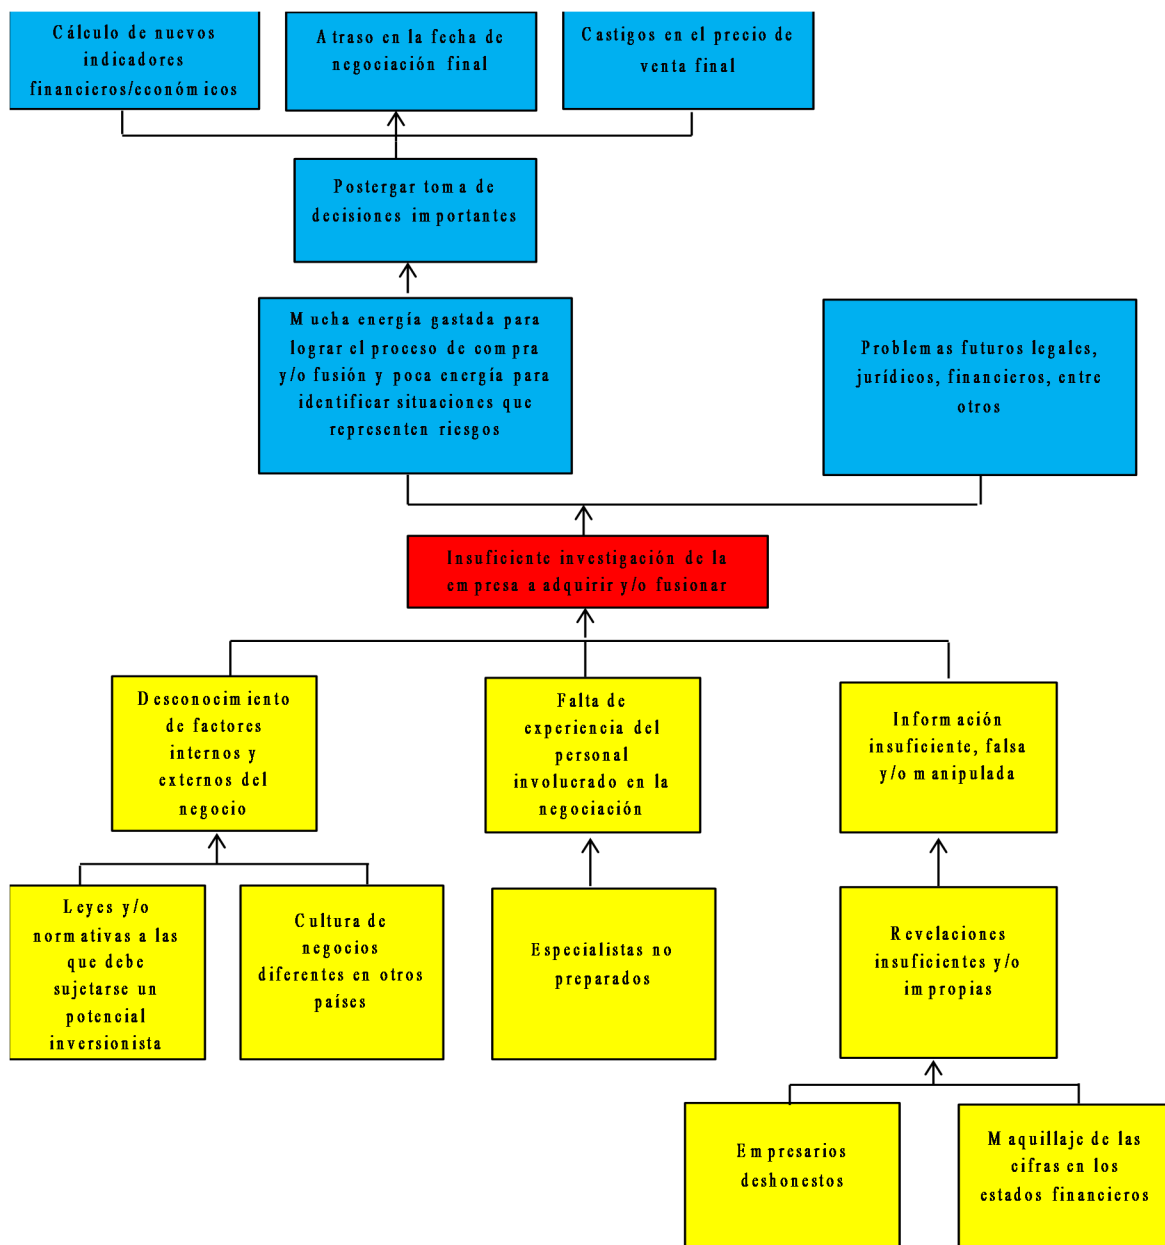 Cálculo de nuevos
indicadores
financieros/económicos
Atraso en la fecha de
negociación final
Castigos en el precio de
venta final
Postergar toma de
decisiones importantes
Mucha energía gastada para
lograr el proceso de compra
y/o fusión y poca energía para
identificar situaciones que
representen riesgos
Problemas futuros legales,
jurídicos, financieros, entre
otros
Insuficiente investigación de la
empresa a adquirir y/o fusionar
Desconocimiento
de factores
internos y
externos del
negocio
Falta de
experiencia del
personal
involucrado en la
negociación
Información
insuficiente, falsa
y/o manipulada
Leyes y/o
normativas a las
que debe
sujetarse un
potencial
inversionista
Cultura de
negocios
diferentes en otros
países
Especialistas no
preparados
Revelaciones
insuficientes y/o
impropias
Empresarios
deshonestos
Maquillaje de las
cifras en los
estados financieros